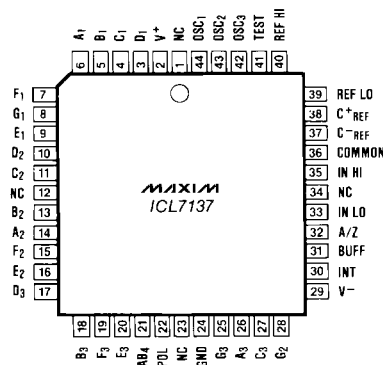 A₁ B₁ C₁ D₁ V⁺ NC OSC₁ OSC₂ OSC₃ TEST REF HI
6 5 4 3 2 1 44 43 42 41 40
F₁ 7
G₁ 8
E₁ 9
D₂ 10
C₂ 11
NC 12
B₂ 13
A₂ 14
F₂ 15
E₂ 16
D₃ 17
MAXIM
ICL7137
39 REF LO
38 C⁺REF
37 C⁻REF
36 COMMON
35 IN HI
34 NC
33 IN LO
32 A/Z
31 BUFF
30 INT
29 V⁻
18 19 20 21 22 23 24 25 26 27 28
B₃ F₃ E₃ AB₄ POL NC GND G₃ A₃ C₃ G₂